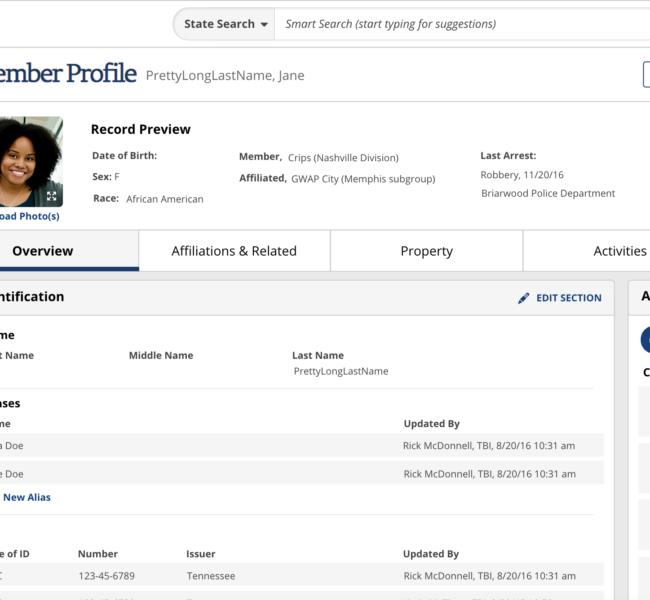 State Search Smart Search (start typing for suggestions)
ember Profile PrettyLongLastName, Jane
Record Preview
Date of Birth: Member, Crips (Nashville Division) Last Arrest:
Sex: F Affiliated, GWAP City (Memphis subgroup) Robbery, 11/20/16
Race: African American Briarwood Police Department
oad Photo(s)
Overview Affiliations & Related Property Activities
ntification EDIT SECTION A
me
t Name Middle Name Last Name
PrettyLongLastName
C
ases
me Updated By
a Doe Rick McDonnell, TBI, 8/20/16 10:31 am
e Doe Rick McDonnell, TBI, 8/20/16 10:31 am
New Alias
e of ID Number Issuer Updated By
C 123-45-6789 Tennessee Rick McDonnell, TBI, 8/20/16 10:31 am